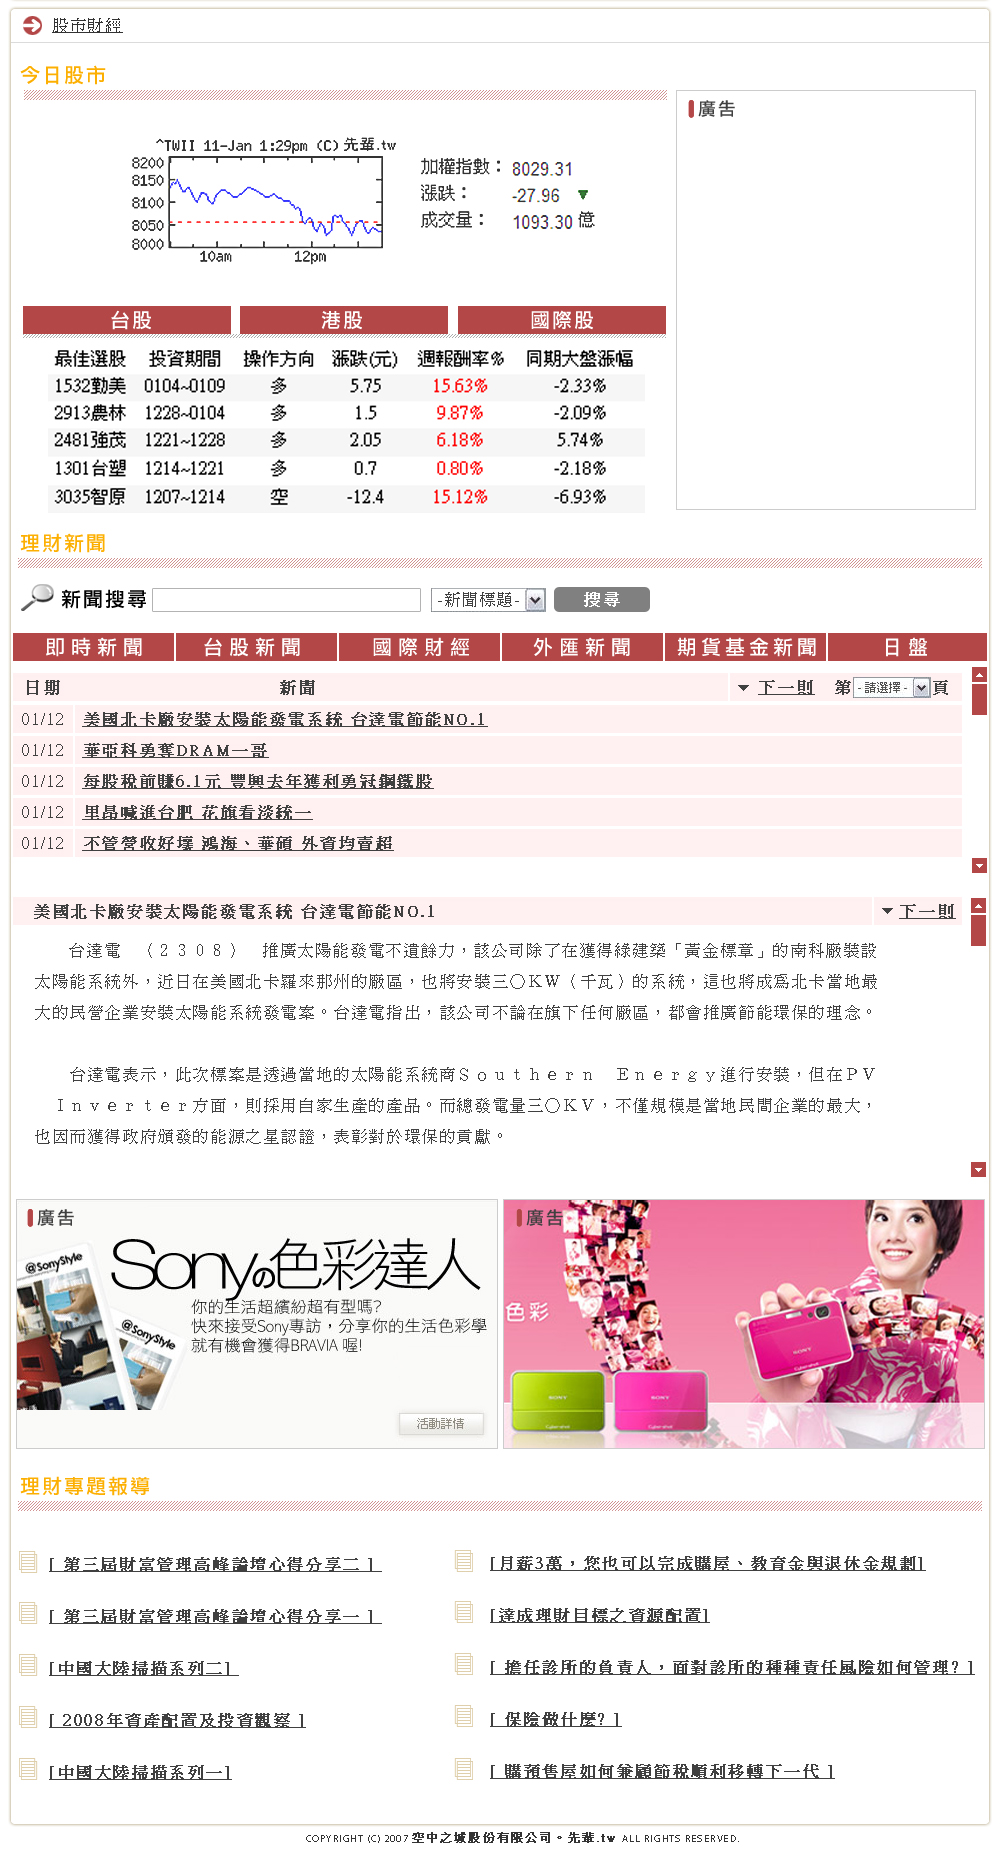 股市財經
今日股市
廣告
^TWII 11-Jan 1:29pm (C) 先輩.tw
8200
8150
8100
8050
8000
10am 12pm
加權指數： 8029.31
漲跌： -27.96 ▼
成交量： 1093.30 億
台股 港股 國際股
最佳選股 投資期間 操作方向 漲跌(元) 週報酬率% 同期大盤漲幅
1532勤美 0104~0109 多 5.75 15.63% -2.33%
2913農林 1228~0104 多 1.5 9.87% -2.09%
2481強茂 1221~1228 多 2.05 6.18% 5.74%
1301台塑 1214~1221 多 0.7 0.80% -2.18%
3035智原 1207~1214 空 -12.4 15.12% -6.93%
理財新聞
新聞搜尋 -新聞標題- 搜尋
即時新聞 台股新聞 國際財經 外匯新聞 期貨基金新聞 日盤
日期 新聞 下一則 第 -請選擇- 頁
01/12 美國北卡廠安裝太陽能發電系統 台達電節能NO.1
01/12 華亞科勇奪DRAM一哥
01/12 每股稅前賺6.1元 豐興去年獲利勇冠鋼鐵股
01/12 里昂喊進台肥 花旗看淡統一
01/12 不管營收好壞 鴻海、華碩 外資均賣超
美國北卡廠安裝太陽能發電系統 台達電節能NO.1 下一則
台達電 （２３０８） 推廣太陽能發電不遺餘力，該公司除了在獲得綠建築「黃金標章」的南科廠裝設
太陽能系統外，近日在美國北卡羅來那州的廠區，也將安裝三○KW（千瓦）的系統，這也將成為北卡當地最
大的民營企業安裝太陽能系統發電案。台達電指出，該公司不論在旗下任何廠區，都會推廣節能環保的理念。
台達電表示，此次標案是透過當地的太陽能系統商Ｓｏｕｔｈｅｒｎ Ｅｎｅｒｇｙ進行安裝，但在ＰＶ
Ｉｎｖｅｒｔｅｒ方面，則採用自家生產的產品。而總發電量三○KV，不僅規模是當地民間企業的最大，
也因而獲得政府頒發的能源之星認證，表彰對於環保的貢獻。
廣告
@SonyStyle
@SonyStyle
Sonyの色彩達人
你的生活超繽紛超有型嗎?
快來接受Sony專訪，分享你的生活色彩學
就有機會獲得BRAVIA 喔!
活動詳情
廣告
色彩
SONY
Cyber-shot
SONY
Cyber-shot
Cyber-shot
理財專題報導
[ 第三屆財富管理高峰論壇心得分享二 ]
[月薪3萬，您也可以完成購屋、教育金與退休金規劃]
[ 第三屆財富管理高峰論壇心得分享一 ]
[達成理財目標之資源配置]
[中國大陸掃描系列二]
[ 擔任診所的負責人，面對診所的種種責任風險如何管理? ]
[ 2008年資產配置及投資觀察 ]
[ 保險做什麼? ]
[中國大陸掃描系列一]
[ 購預售屋如何兼顧節稅順利移轉下一代 ]
COPYRIGHT (C) 2007 空中之城股份有限公司。先輩.tw ALL RIGHTS RESERVED.